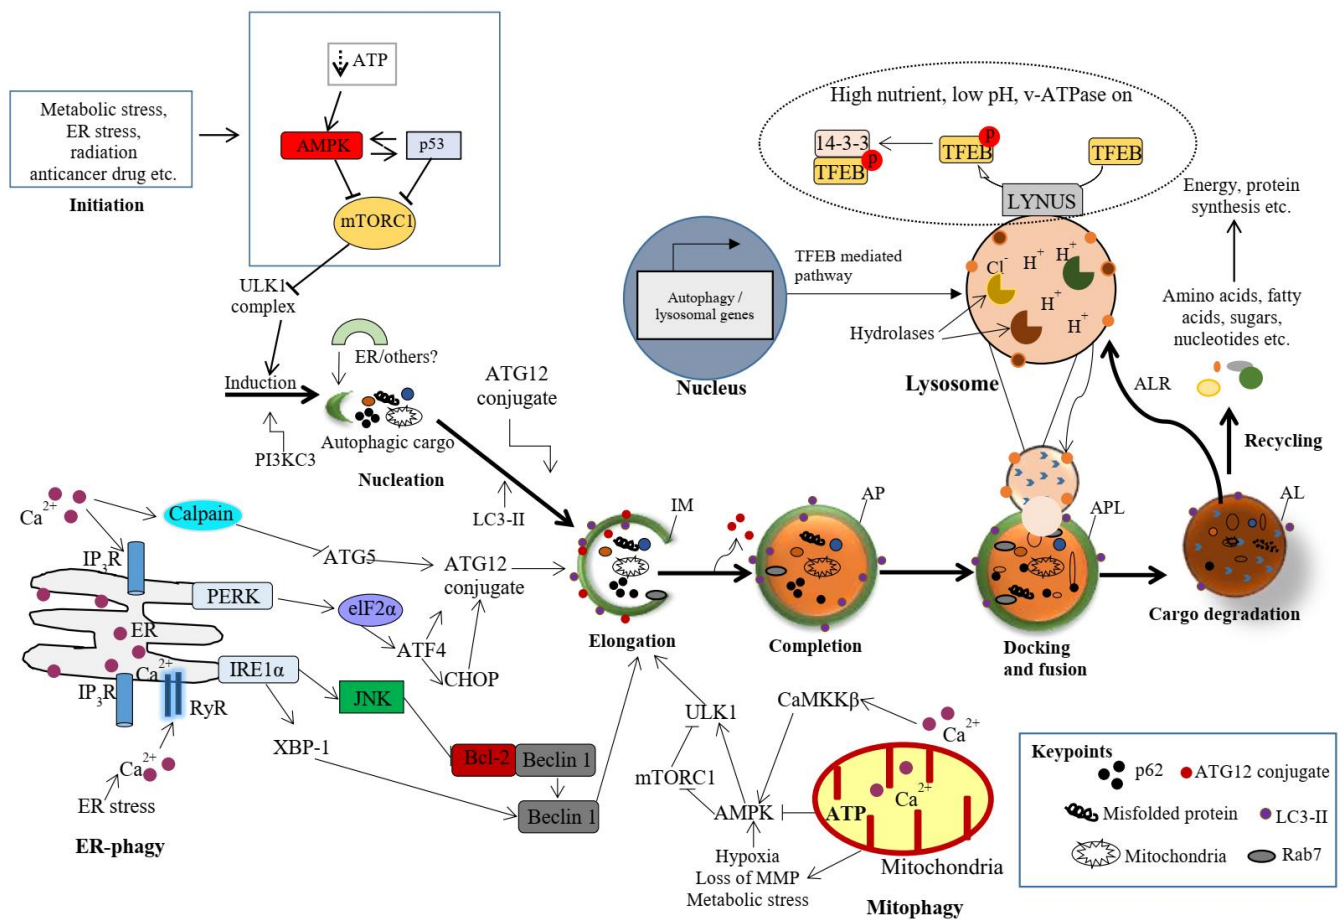 Metabolic stress,
ER stress,
radiation
anticancer drug etc.
Initiation
ATP
AMPK
p53
mTORC1
ULK1
complex
Induction
PI3KC3
ER/others?
Autophagic cargo
Nucleation
ATG12
conjugate
LC3-II
High nutrient, low pH, v-ATPase on
14-3-3
TFEB
p
TFEB
p
TFEB
LYNUS
Cl-
H+
H+
H+
H+
Hydrolases
Lysosome
TFEB mediated
pathway
Autophagy /
lysosomal genes
Nucleus
Energy, protein
synthesis etc.
Amino acids, fatty
acids, sugars,
nucleotides etc.
ALR
Recycling
Ca2+
Calpain
IP3R
ATG5
ATG12
conjugate
PERK
eIF2α
ER
ATF4
CHOP
Ca2+
IRE1α
IP3R
RyR
JNK
XBP-1
Bcl-2
Beclin 1
Beclin 1
Ca2+
ER stress
ER-phagy
IM
Elongation
AP
Completion
APL
Docking
and fusion
AL
Cargo degradation
ULK1
CaMKKβ
Ca2+
mTORC1
AMPK
ATP
Ca2+
Hypoxia
Loss of MMP
Metabolic stress
Mitochondria
Mitophagy
Keypoints
p62
ATG12 conjugate
Misfolded protein
LC3-II
Mitochondria
Rab7